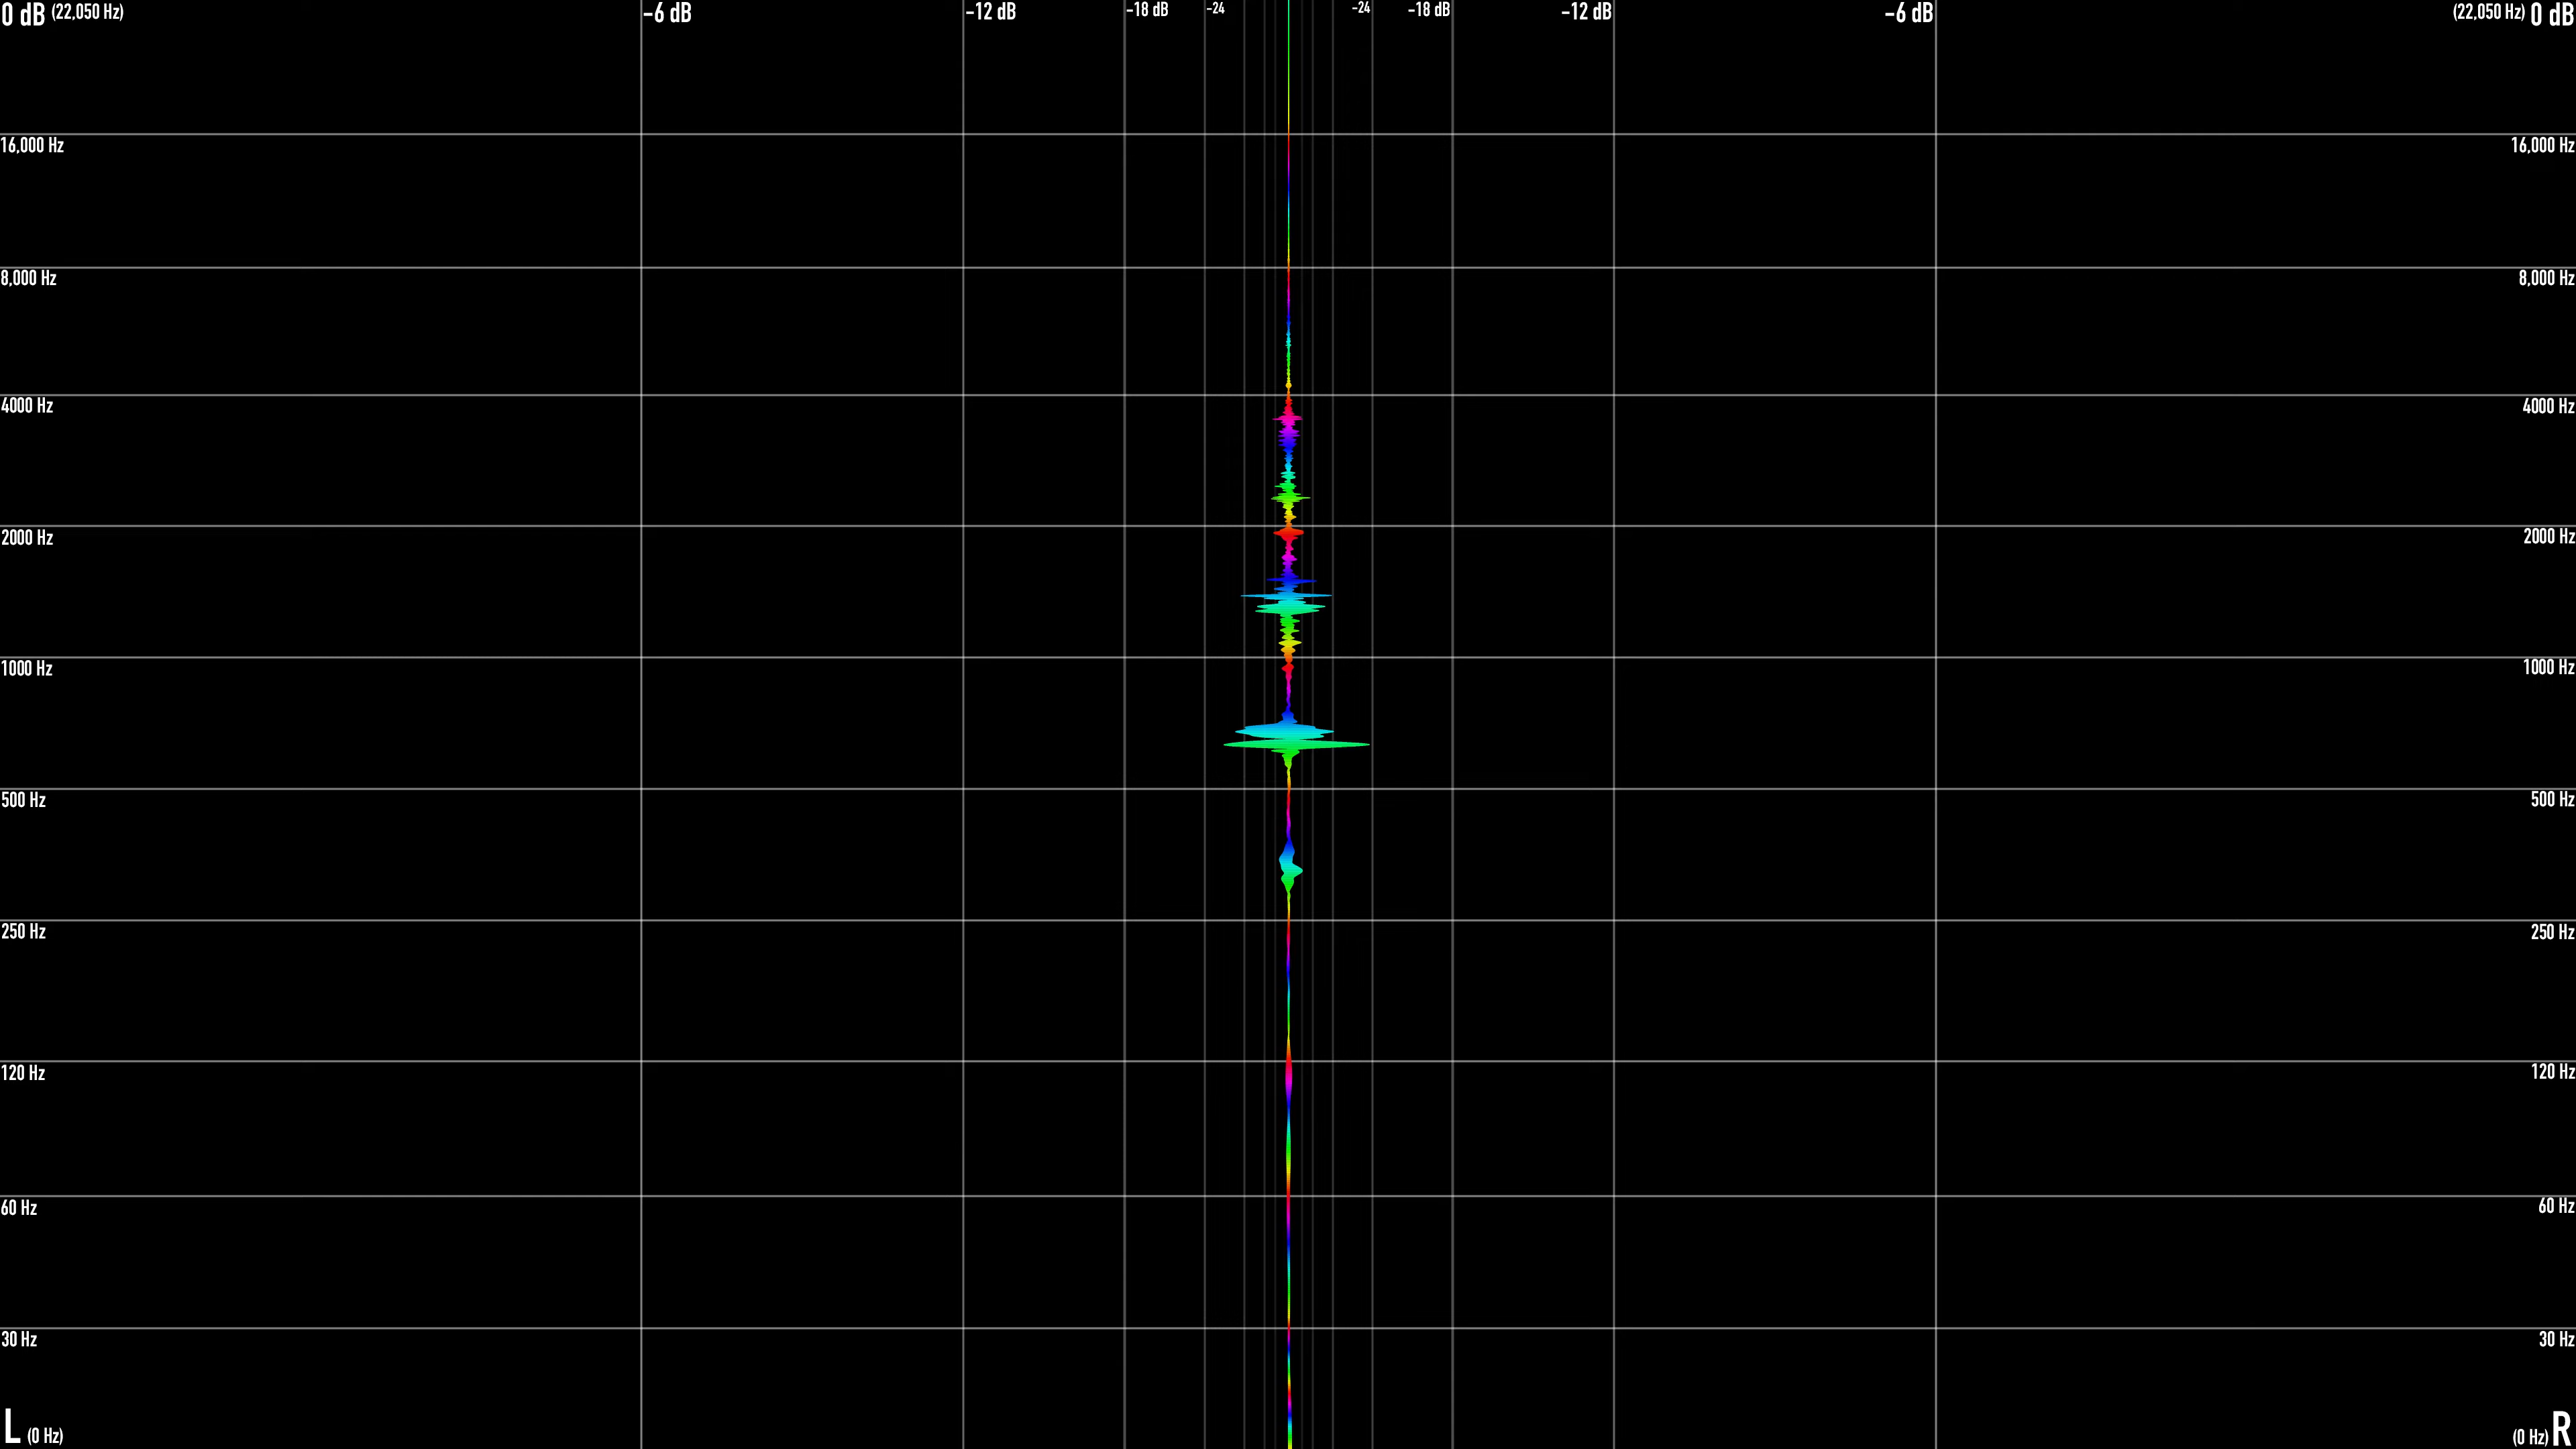 0 dB (22,050 Hz) −6 dB −12 dB −18 dB −24 −24 −18 dB −12 dB −6 dB (22,050 Hz) 0 dB
16,000 Hz 16,000 Hz
8,000 Hz 8,000 Hz
4000 Hz 4000 Hz
2000 Hz 2000 Hz
1000 Hz 1000 Hz
500 Hz 500 Hz
250 Hz 250 Hz
120 Hz 120 Hz
60 Hz 60 Hz
30 Hz 30 Hz
L (0 Hz) (0 Hz) R